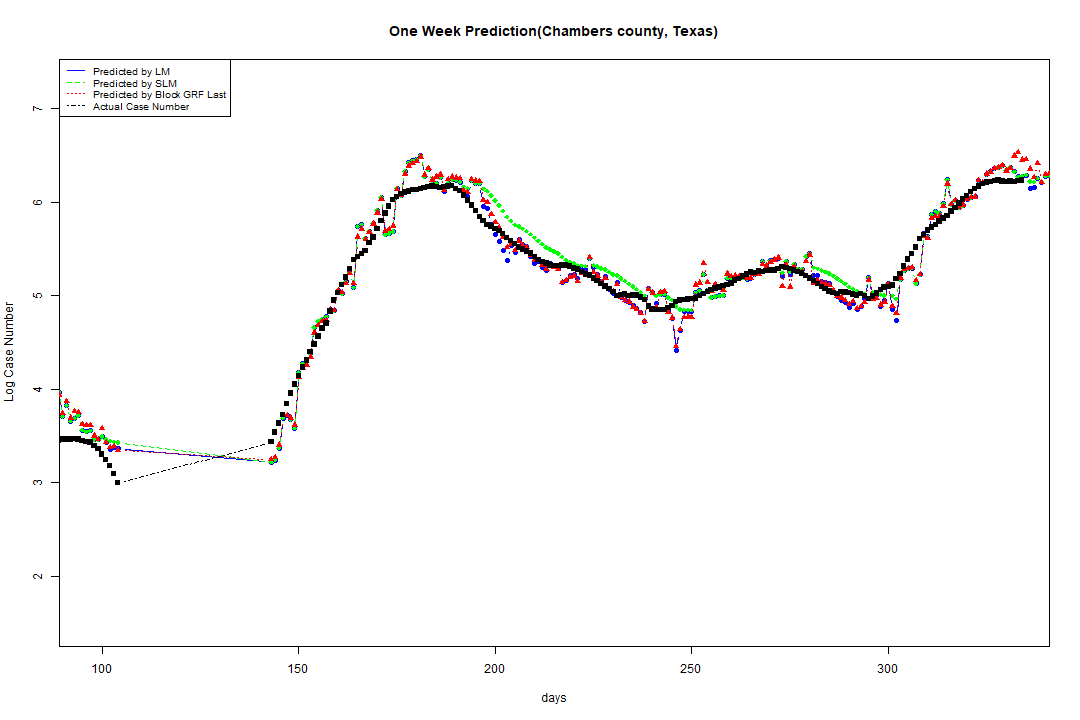 One Week Prediction(Chambers county, Texas)
Predicted by LM
Predicted by SLM
Predicted by Block GRF Last
Actual Case Number
7
6
5
4
3
2
Log Case Number
100 150 200 250 300
days